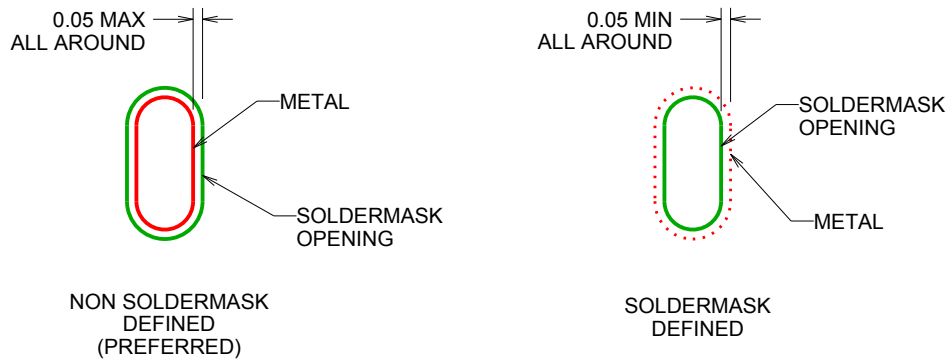 0.05 MAX
ALL AROUND
METAL
SOLDERMASK
OPENING
NON SOLDERMASK
DEFINED
(PREFERRED)
0.05 MIN
ALL AROUND
SOLDERMASK
OPENING
METAL
SOLDERMASK
DEFINED